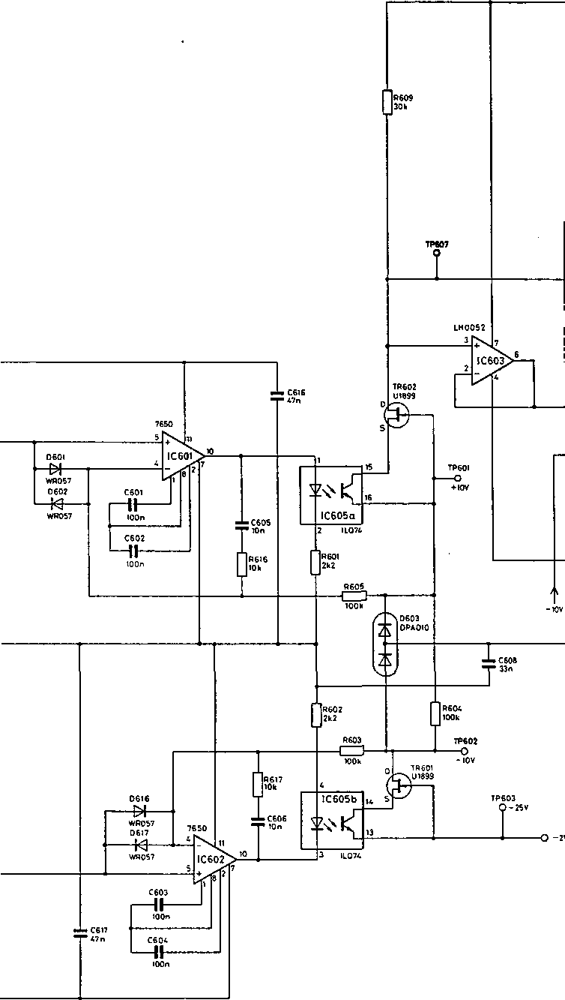 R609
30k
TP607
LH0052
3
+
7
IC603
6
2
−
4
C616
47n
TR602
U1899
D
S
7650
5
+
11
10
IC601
4
−
1
8
2
7
D601
WR057
D602
WR057
C601
100n
C602
100n
1
15
16
IC605a
2
ILQ74
TP601
+10V
C605
10n
R616
10k
R601
2k2
R605
100k
D603
DPAD10
−10V
C608
33n
R602
2k2
R604
100k
R603
100k
TP602
−10V
R617
10k
TR601
U1899
D
S
4
IC605b
14
13
3
ILQ74
TP603
−25V
D616
WR057
D617
WR057
C606
10n
7650
4
−
11
IC602
10
5
+
1
8
2
7
C603
100n
C604
100n
C617
47n